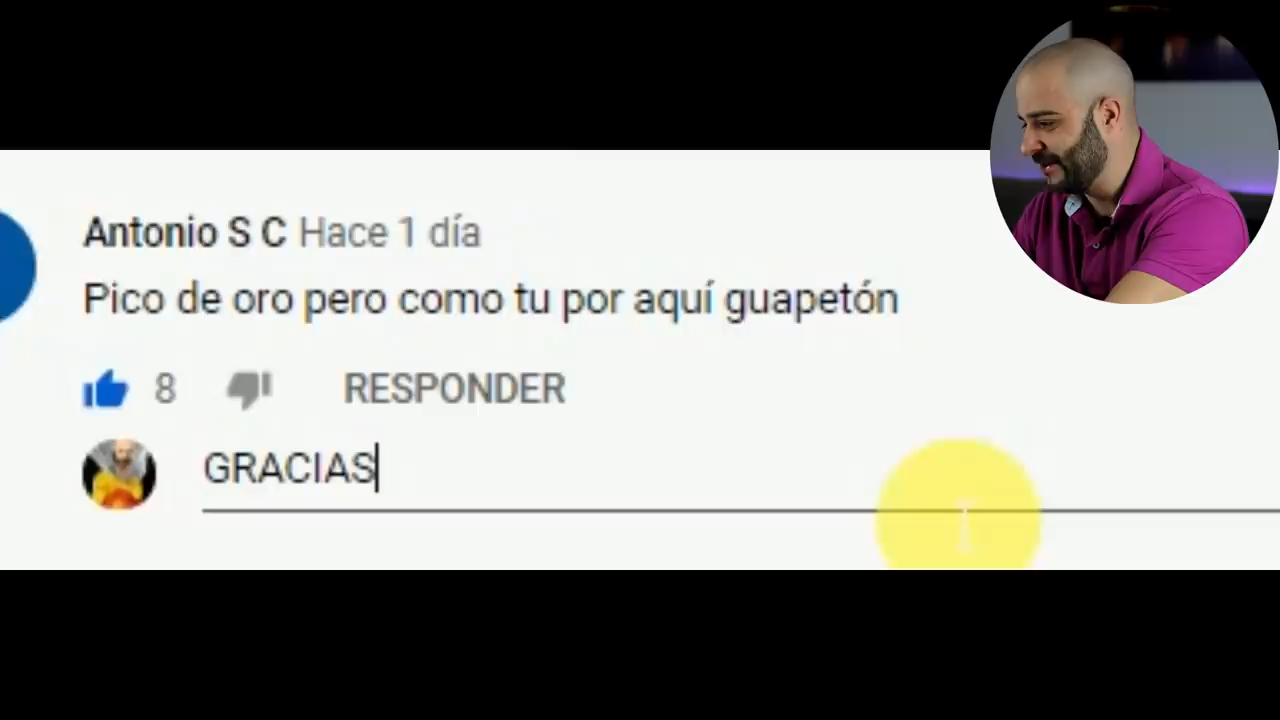 Antonio S C Hace 1 día
Pico de oro pero como tu por aquí guapetón
8 RESPONDER
GRACIAS